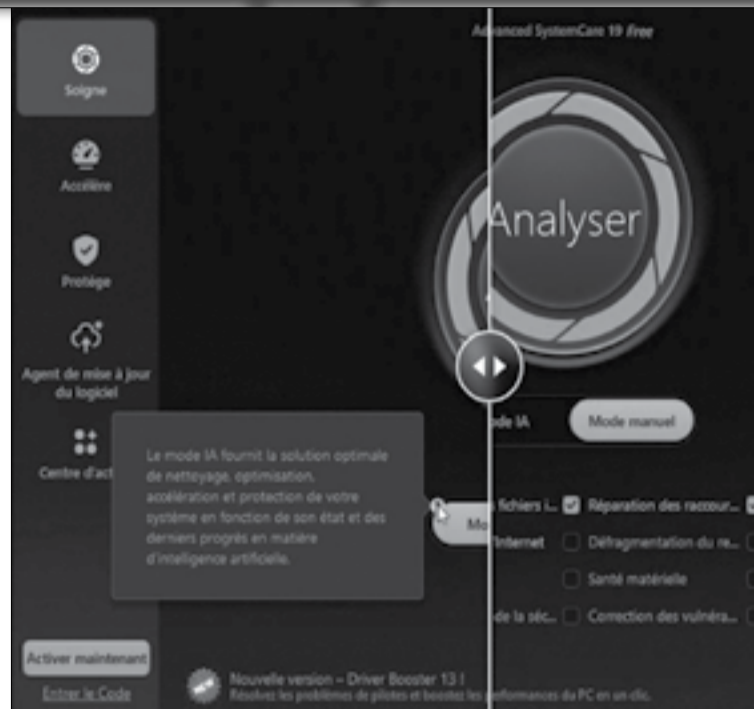 Advanced SystemCare 19 Free
Soigne
Accélère
Protège
Agent de mise à jour
du logiciel
Centre d'act
Analyser
de IA
Mode manuel
Le mode IA fournit la solution optimale
de nettoyage, optimisation,
accélération et protection de votre
système en fonction de son état et des
derniers progrès en matière
d'intelligence artificielle.
Mo
fichiers i... Réparation des raccour...
'Internet Défragmentation du re...
Santé matérielle
de la séc... Correction des vulnéra...
Activer maintenant
Entrer le Code
NEW
Nouvelle version – Driver Booster 13 !
Résolvez les problèmes de pilotes et boostez les performances du PC en un clic.